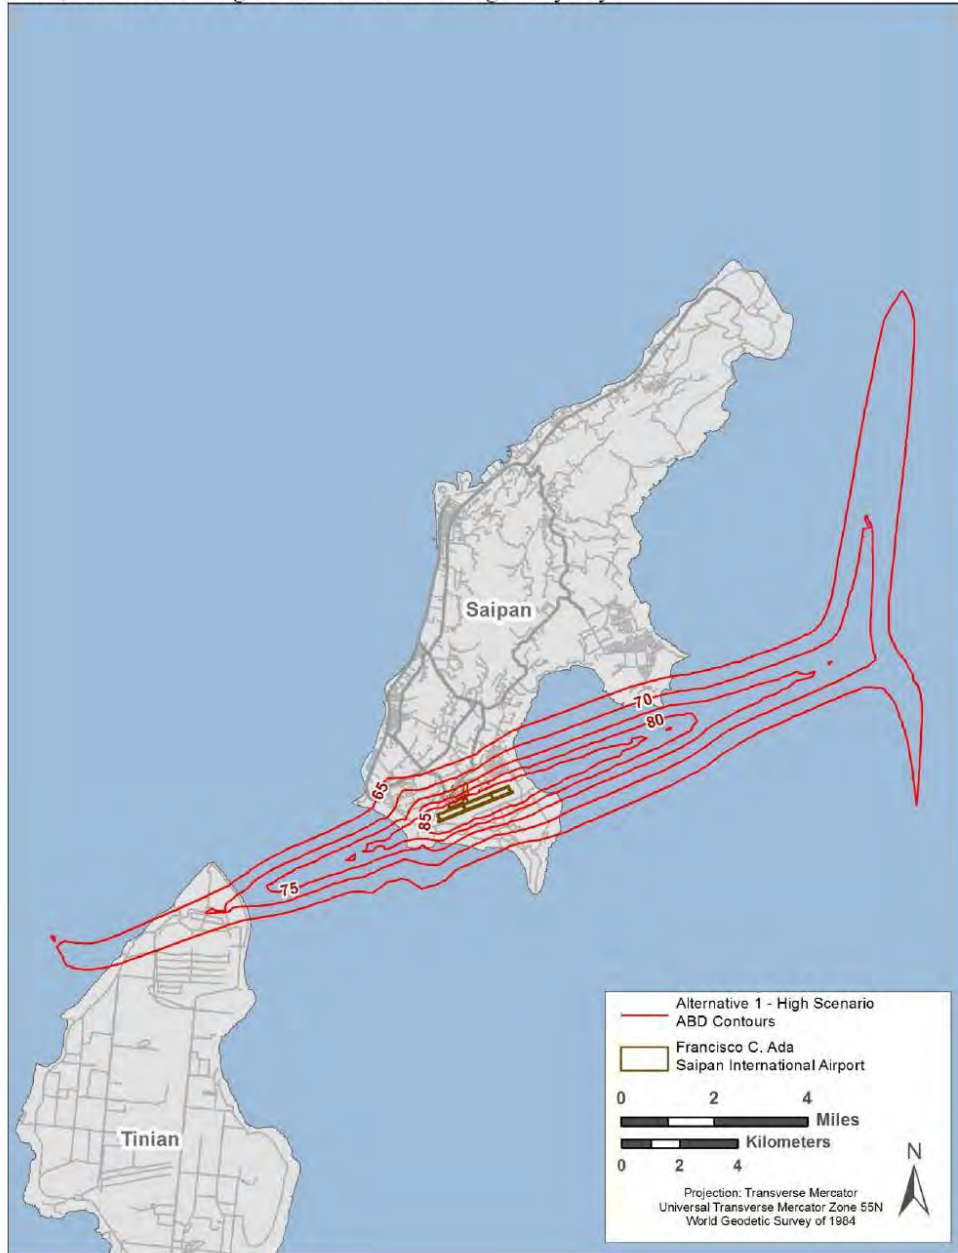 Saipan
70
80
65
85
75
Tinian
Alternative 1 - High Scenario
ABD Contours
Francisco C. Ada
Saipan International Airport
0 2 4
Miles
Kilometers
0 2 4
N
Projection: Transverse Mercator
Universal Transverse Mercator Zone 55N
World Geodetic Survey of 1984